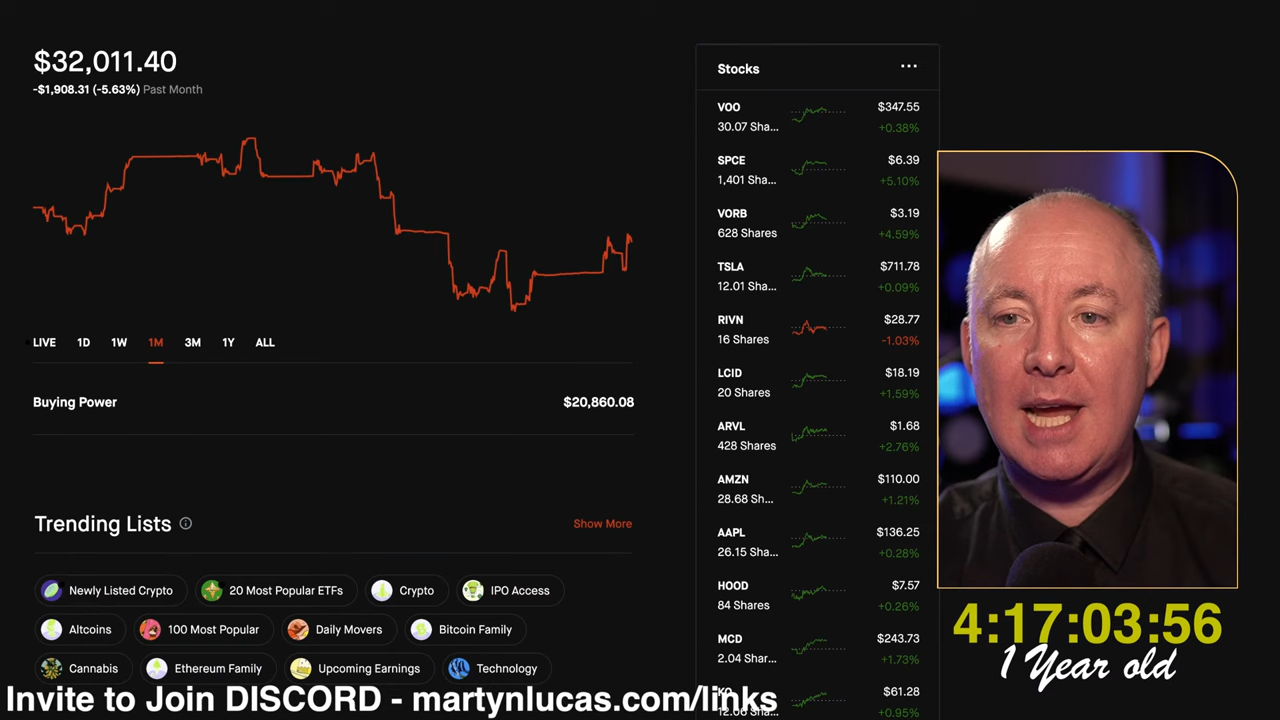 $32,011.40
-$1,908.31 (-5.63%) Past Month
LIVE 1D 1W 1M 3M 1Y ALL
Buying Power $20,860.08
Trending Lists
Show More
Newly Listed Crypto 20 Most Popular ETFs Crypto IPO Access
Altcoins 100 Most Popular Daily Movers Bitcoin Family
Cannabis Ethereum Family Upcoming Earnings Technology
Stocks ...
VOO $347.55
30.07 Sha... +0.38%
SPCE $6.39
1,401 Sha... +5.10%
VORB $3.19
628 Shares +4.59%
TSLA $711.78
12.01 Sha... +0.09%
RIVN $28.77
16 Shares -1.03%
LCID $18.19
20 Shares +1.59%
ARVL $1.68
428 Shares +2.76%
AMZN $110.00
28.68 Sh... +1.21%
AAPL $136.25
26.15 Sha... +0.28%
HOOD $7.57
84 Shares +0.26%
MCD $243.73
2.04 Shar... +1.73%
$61.28
+0.95%
4:17:03:56
1 Year old
Invite to Join DISCORD - martynlucas.com/links